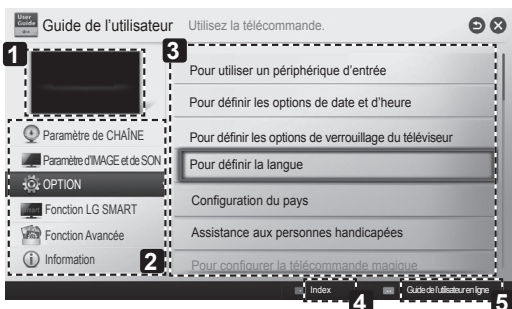 User Guide
Guide de l'utilisateur
Utilisez la télécommande.
1
3
Paramètre de CHAÎNE
Paramètre d'IMAGE et de SON
OPTION
Fonction LG SMART
Fonction Avancée
Information
2
Pour utiliser un périphérique d'entrée
Pour définir les options de date et d'heure
Pour définir les options de verrouillage du téléviseur
Pour définir la langue
Configuration du pays
Assistance aux personnes handicapées
Pour configurer la télécommande magique
Index
4
Guide de l'utilisateur en ligne
5